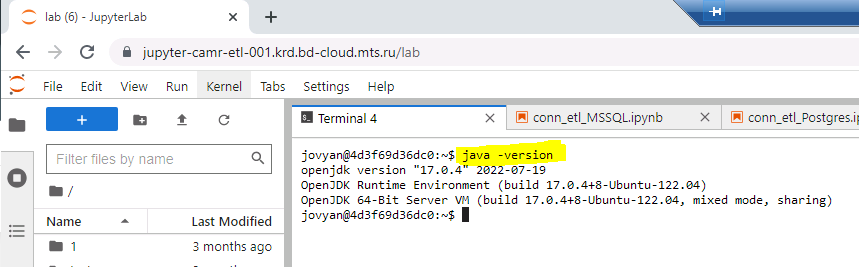 lab (6) - JupyterLab
jupyter-camr-etl-001.krd.bd-cloud.mts.ru/lab
File Edit View Run Kernel Tabs Settings Help
Terminal 4
conn_etl_MSSQL.ipynb
conn_etl_Postgres.ip
Filter files by name
/
Name Last Modified
1 3 months ago
jovyan@4d3f69d36dc0:~$ java -version
openjdk version "17.0.4" 2022-07-19
OpenJDK Runtime Environment (build 17.0.4+8-Ubuntu-122.04)
OpenJDK 64-Bit Server VM (build 17.0.4+8-Ubuntu-122.04, mixed mode, sharing)
jovyan@4d3f69d36dc0:~$